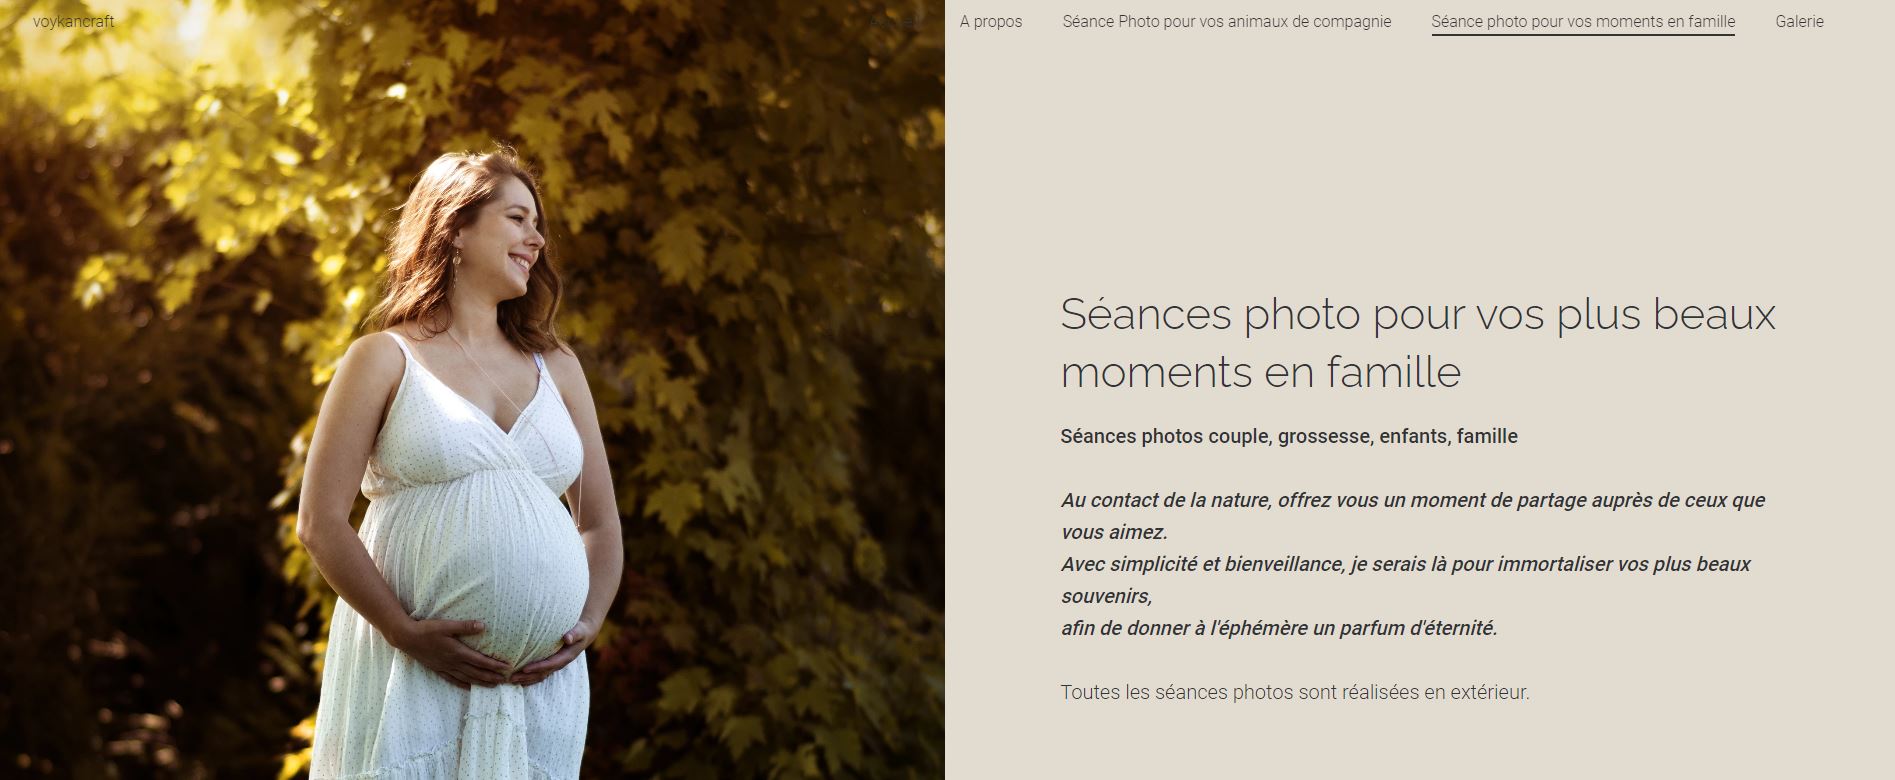 voykancraft
Accueil
A propos
Séance Photo pour vos animaux de compagnie
Séance photo pour vos moments en famille
Galerie
Séances photo pour vos plus beaux
moments en famille
Séances photos couple, grossesse, enfants, famille
Au contact de la nature, offrez vous un moment de partage auprès de ceux que
vous aimez.
Avec simplicité et bienveillance, je serais là pour immortaliser vos plus beaux
souvenirs,
afin de donner à l'éphémère un parfum d'éternité.
Toutes les séances photos sont réalisées en extérieur.